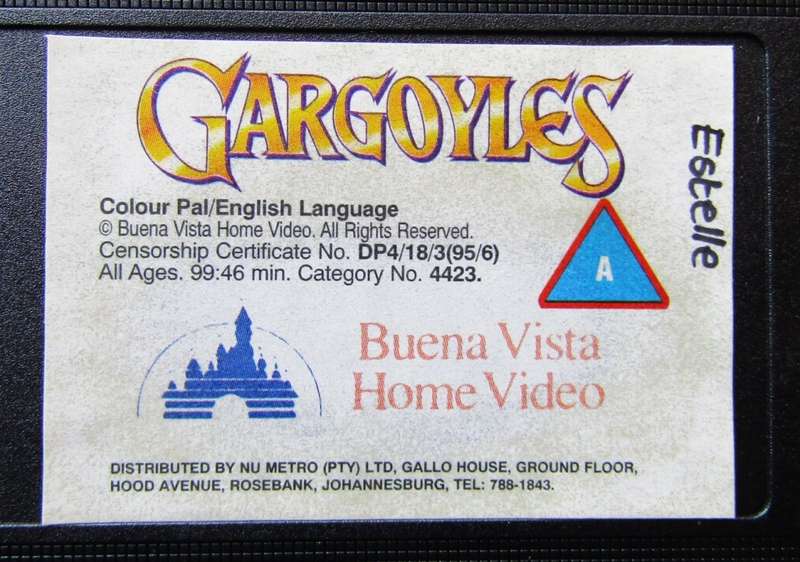 GARGOYLES
Colour Pal/English Language
© Buena Vista Home Video. All Rights Reserved.
Censorship Certificate No. DP4/18/3(95/6)
All Ages. 99:46 min. Category No. 4423.
A
Estelle
Buena Vista
Home Video
DISTRIBUTED BY NU METRO (PTY) LTD, GALLO HOUSE, GROUND FLOOR,
HOOD AVENUE, ROSEBANK, JOHANNESBURG, TEL: 788-1843.